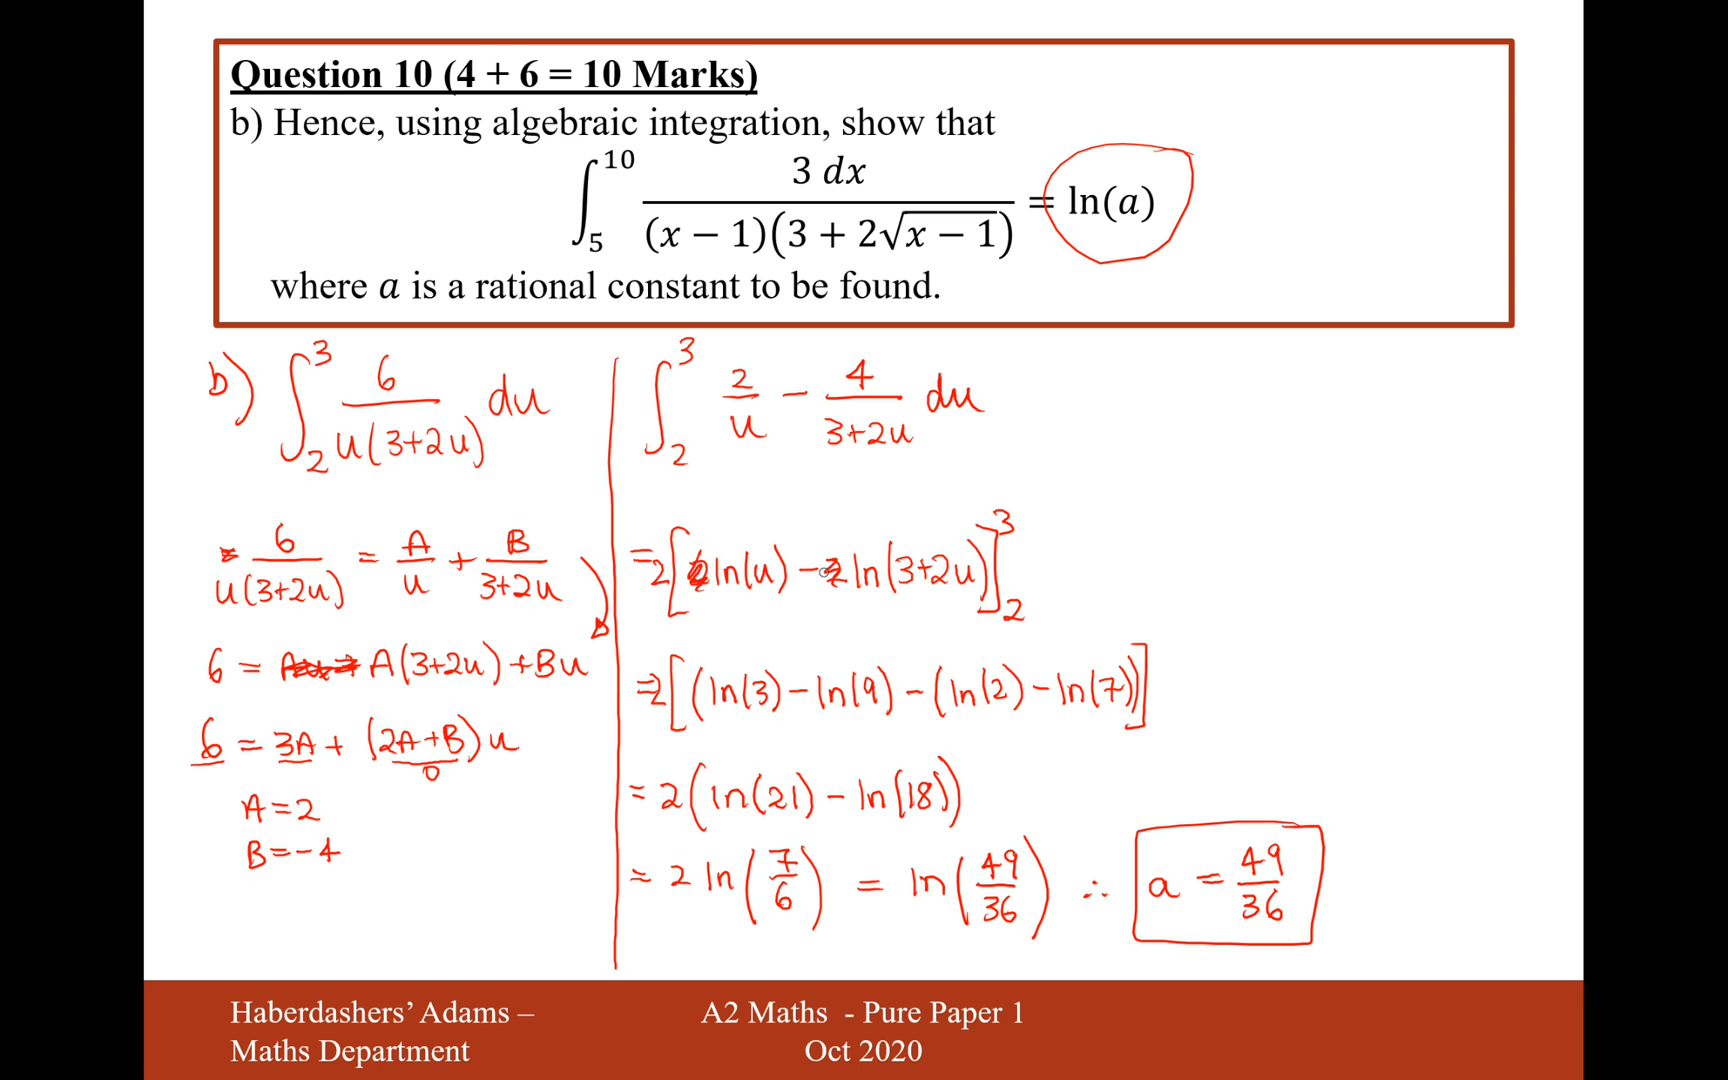 Question 10 (4 + 6 = 10 Marks)
b) Hence, using algebraic integration, show that
∫₅¹⁰ 3 dx / ((x − 1)(3 + 2√(x − 1))) = ln(a)
where a is a rational constant to be found.
b) ∫₂³ 6 / (u(3+2u)) du
6 / (u(3+2u)) = A/u + B/(3+2u)
6 = A(3+2u) + Bu
6 = 3A + (2A+B)u
0
A = 2
B = -4
∫₂³ 2/u − 4/(3+2u) du
= 2[ln(u) − ln(3+2u)]₂³
= 2[(ln(3) − ln(9) − (ln(2) − ln(7))]
= 2(ln(21) − ln(18))
= 2 ln(7/6) = ln(49/36) ∴ a = 49/36
Haberdashers’ Adams –
Maths Department
A2 Maths - Pure Paper 1
Oct 2020